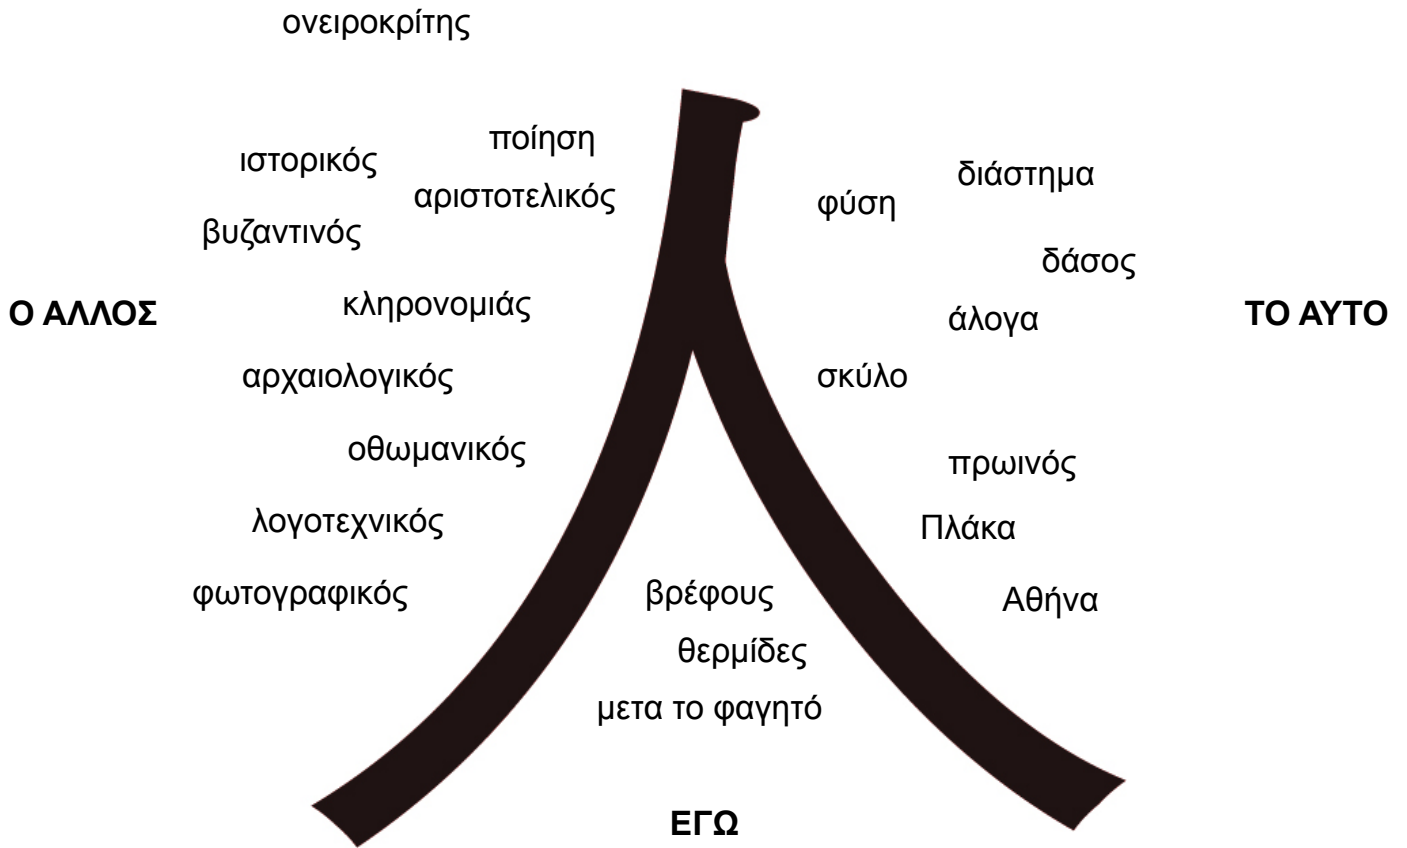 ονειροκρίτης
ποίηση
ιστορικός
διάστημα
αριστοτελικός
φύση
βυζαντινός
δάσος
κληρονομιάς
Ο ΑΛΛΟΣ
άλογα
ΤΟ ΑΥΤΟ
αρχαιολογικός
σκύλο
οθωμανικός
πρωινός
λογοτεχνικός
Πλάκα
φωτογραφικός
βρέφους
Αθήνα
θερμίδες
μετα το φαγητό
ΕΓΩ